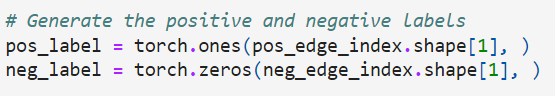 # Generate the positive and negative labels
pos_label = torch.ones(pos_edge_index.shape[1], )
neg_label = torch.zeros(neg_edge_index.shape[1], )